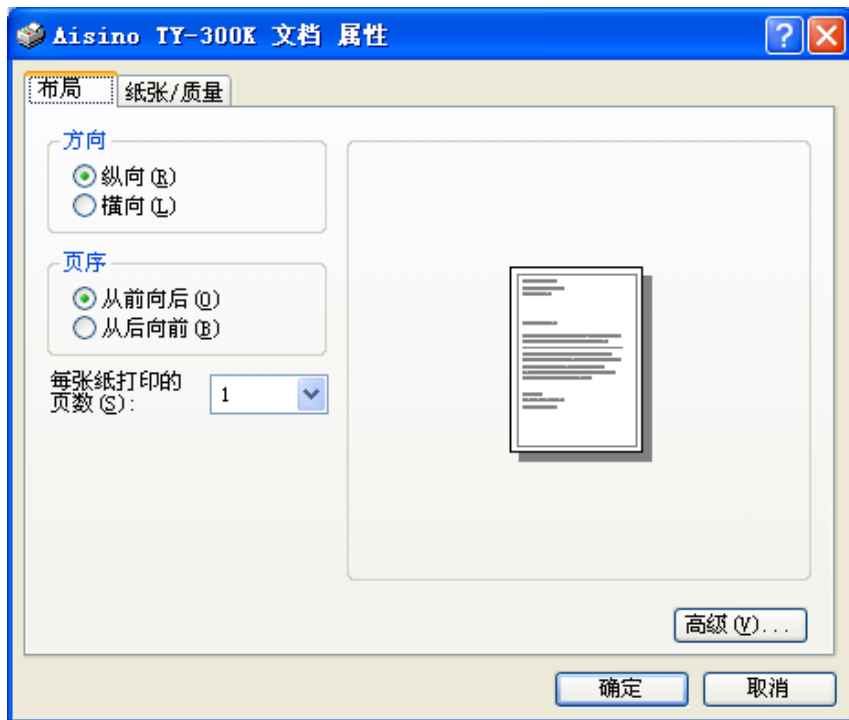 Aisino TY-300K 文档 属性
布局
纸张/质量
方向
纵向(R)
横向(L)
页序
从前向后(O)
从后向前(B)
每张纸打印的
页数(S):
1
高级(V)...
确定
取消